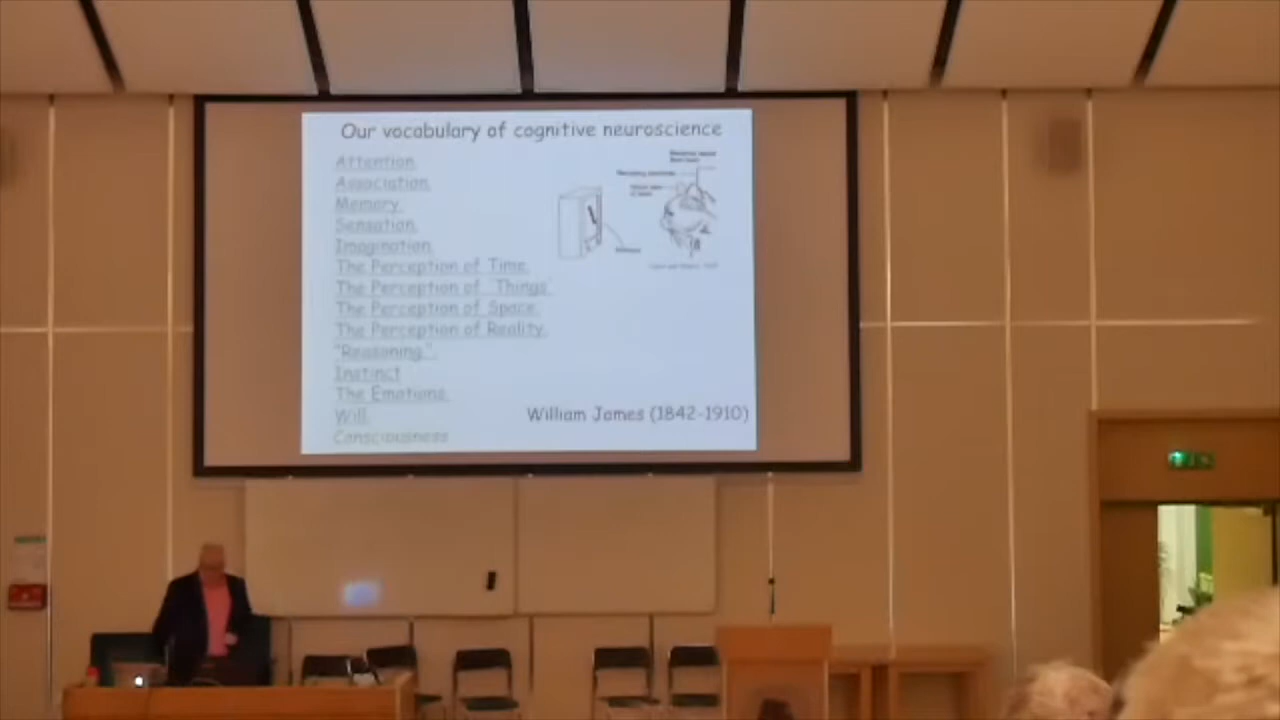 Our vocabulary of cognitive neuroscience
Attention.
Association.
Memory.
Sensation.
Imagination.
The Perception of Time.
The Perception of 'Things'
The Perception of Space.
The Perception of Reality.
"Reasoning.".
Instinct
The Emotions.
Will.
Consciousness
William James (1842-1910)